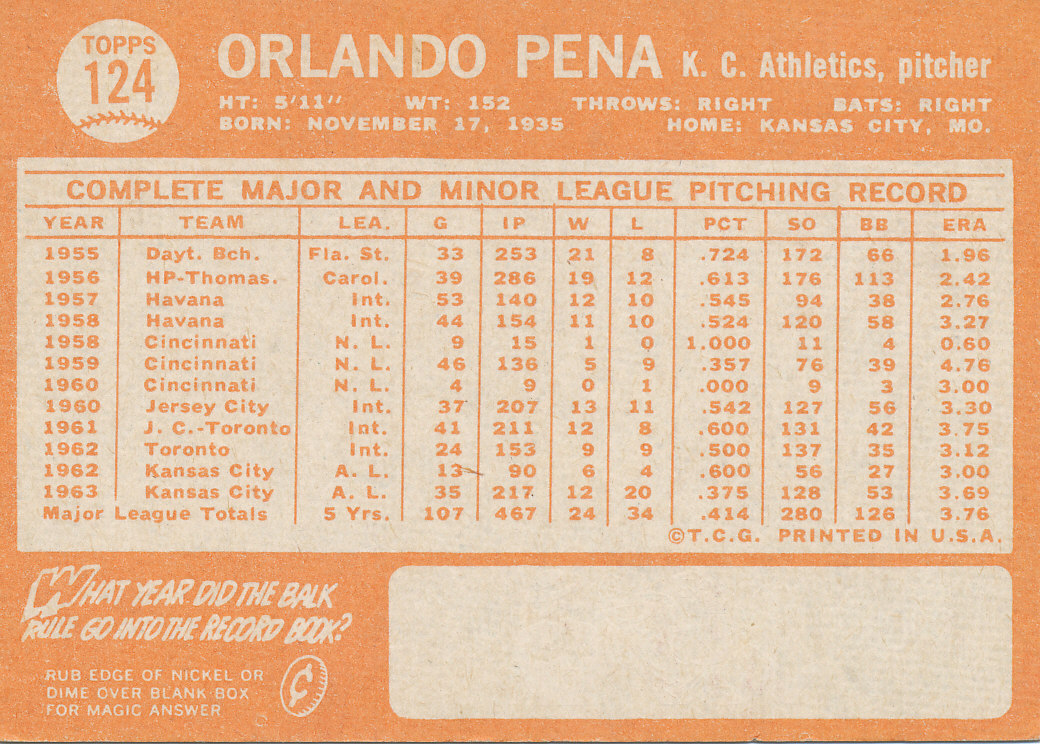 TOPPS
124
ORLANDO PENA K. C. Athletics, pitcher
HT: 5'11" WT: 152 THROWS: RIGHT BATS: RIGHT
BORN: NOVEMBER 17, 1935 HOME: KANSAS CITY, MO.
COMPLETE MAJOR AND MINOR LEAGUE PITCHING RECORD
YEAR TEAM LEA. G IP W L PCT SO BB ERA
1955 Dayt. Bch. Fla. St. 33 253 21 8 .724 172 66 1.96
1956 HP-Thomas. Carol. 39 286 19 12 .613 176 113 2.42
1957 Havana Int. 53 140 12 10 .545 94 38 2.76
1958 Havana Int. 44 154 11 10 .524 120 58 3.27
1958 Cincinnati N. L. 9 15 1 0 1.000 11 4 0.60
1959 Cincinnati N. L. 46 136 5 9 .357 76 39 4.76
1960 Cincinnati N. L. 4 9 0 1 .000 9 3 3.00
1960 Jersey City Int. 37 207 13 11 .542 127 56 3.30
1961 J. C.-Toronto Int. 41 211 12 8 .600 131 42 3.75
1962 Toronto Int. 24 153 9 9 .500 137 35 3.12
1962 Kansas City A. L. 13 90 6 4 .600 56 27 3.00
1963 Kansas City A. L. 35 217 12 20 .375 128 53 3.69
Major League Totals 5 Yrs. 107 467 24 34 .414 280 126 3.76
©T.C.G. PRINTED IN U.S.A.
WHAT YEAR DID THE BALK
RULE GO INTO THE RECORD BOOK?
RUB EDGE OF NICKEL OR
DIME OVER BLANK BOX
FOR MAGIC ANSWER
¢